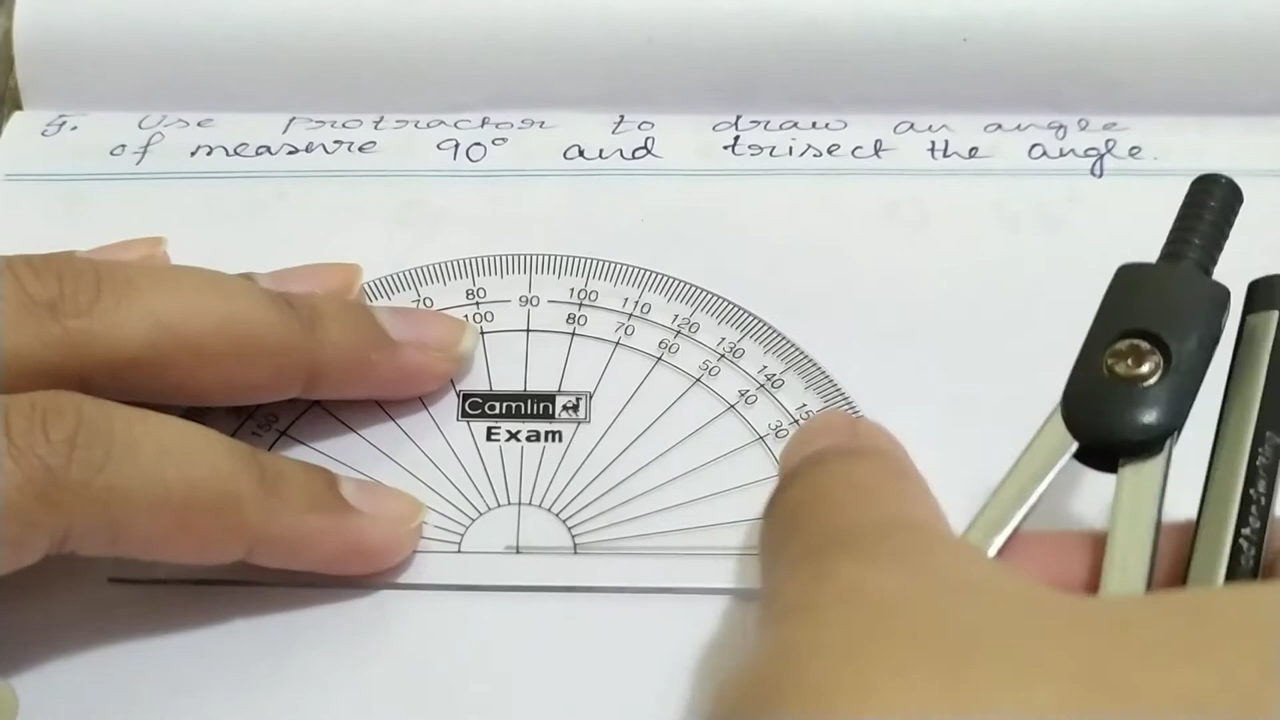 5. Use protractor to draw an angle
of measure 90° and trisect the angle.
70 80 90 100 110 120 130 140
100 80 70 60 50 40 30
150
Camlin
Exam